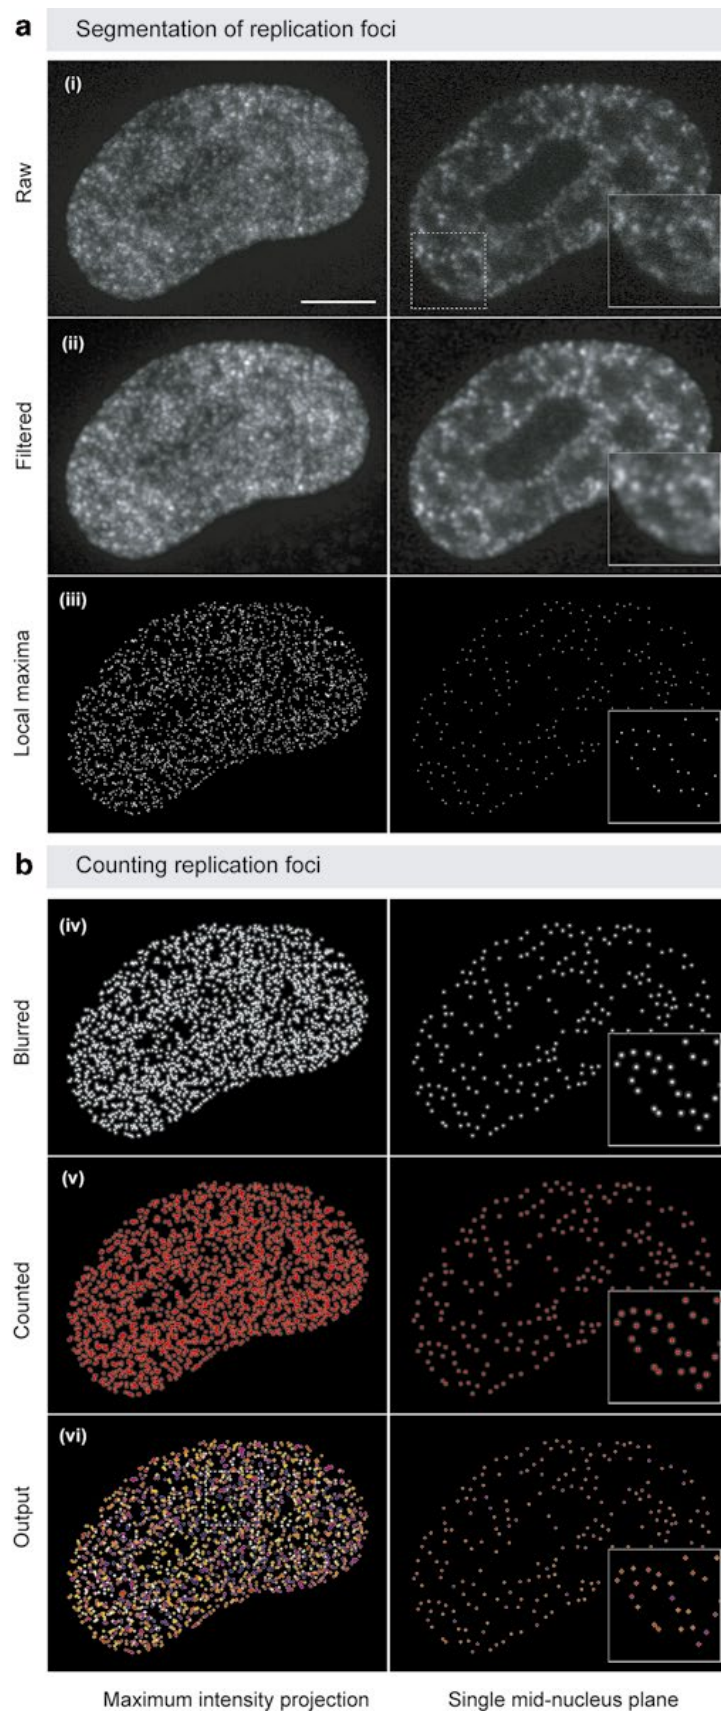 a Segmentation of replication foci
(i)
Raw
(ii)
Filtered
(iii)
Local maxima
b Counting replication foci
(iv)
Blurred
(v)
Counted
(vi)
Output
Maximum intensity projection Single mid-nucleus plane